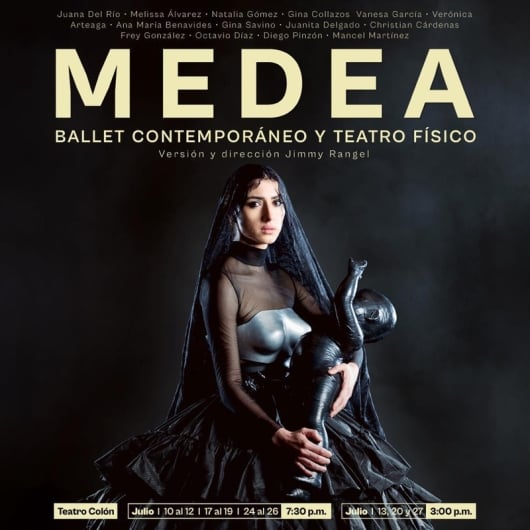 Juana Del Río • Melissa Álvarez • Natalia Gómez • Gina Collazos Vanesa García • Verónica
Arteaga • Ana María Benavides • Gina Savino • Juanita Delgado • Christian Cárdenas
Frey González • Octavio Díaz • Diego Pinzón • Mancel Martínez
MEDEA
BALLET CONTEMPORÁNEO Y TEATRO FÍSICO
Versión y dirección Jimmy Rangel
Teatro Colón Julio | 10 al 12 | 17 al 19 | 24 al 26 7:30 p.m. Julio | 13, 20 y 27 3:00 p.m.